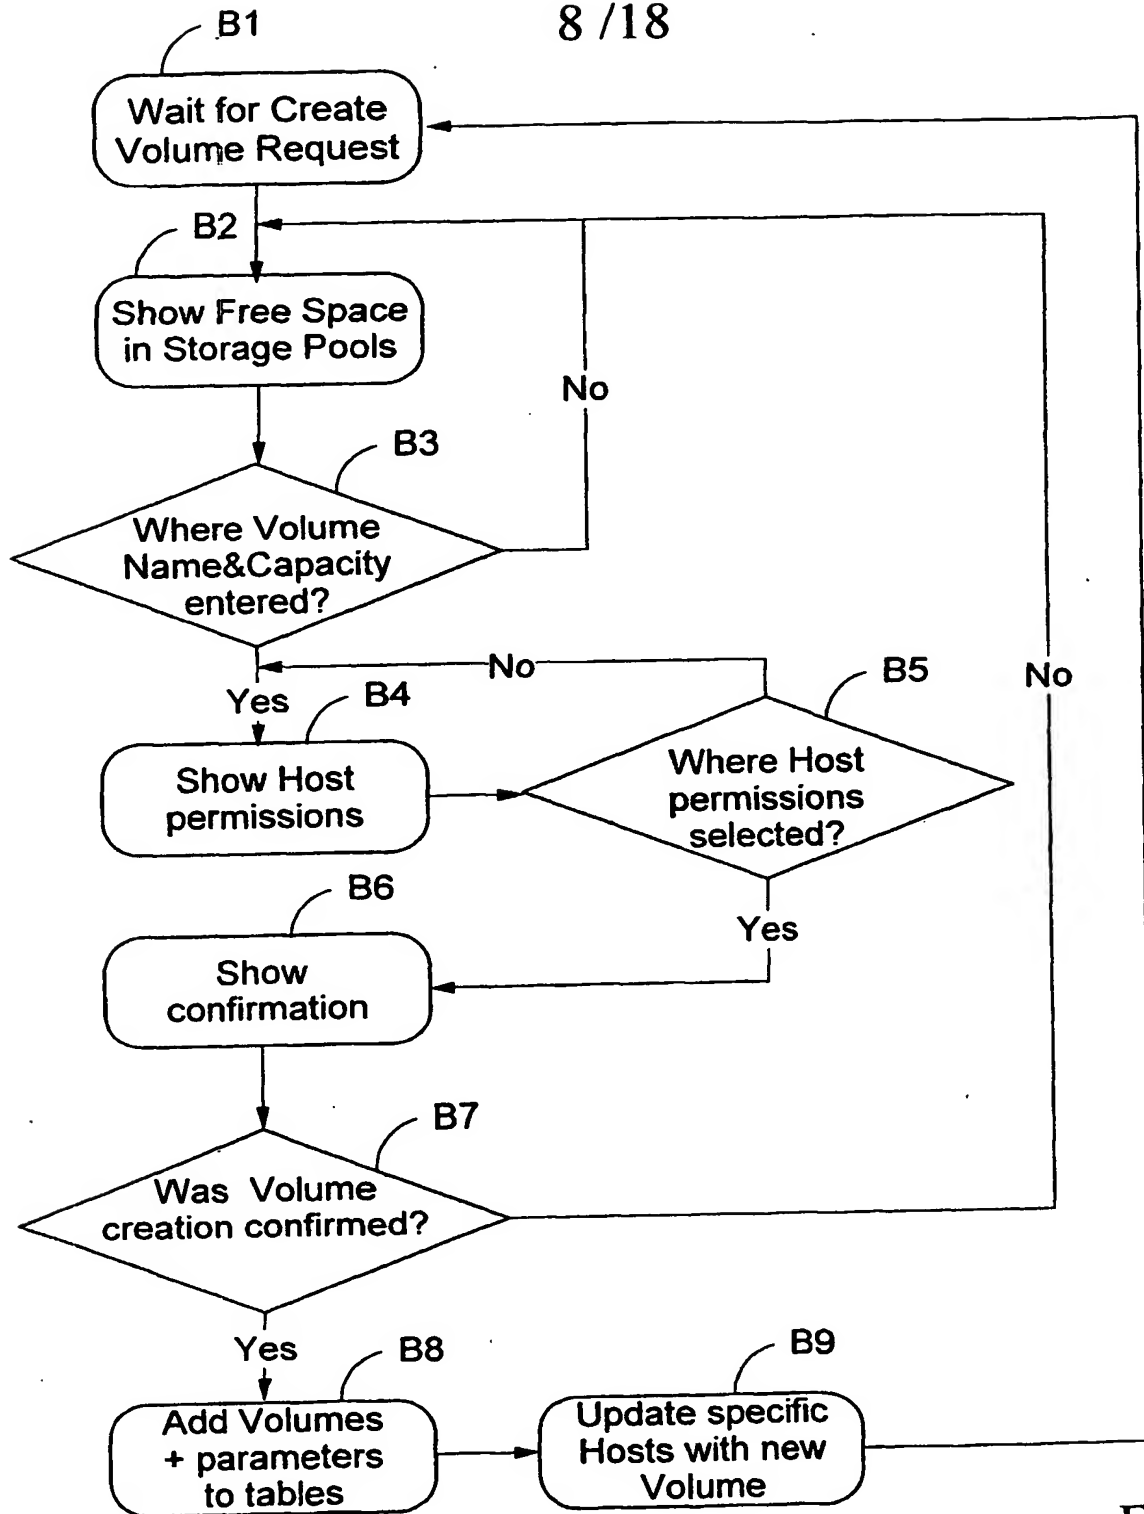 8 /18
B1
Wait for Create
Volume Request
B2
Show Free Space
in Storage Pools
No
B3
Where Volume
Name&Capacity
entered?
No
Yes
B4
B5
No
Show Host
permissions
Where Host
permissions
selected?
B6
Yes
Show
confirmation
B7
Was Volume
creation confirmed?
Yes
B8
B9
Add Volumes
+ parameters
to tables
Update specific
Hosts with new
Volume